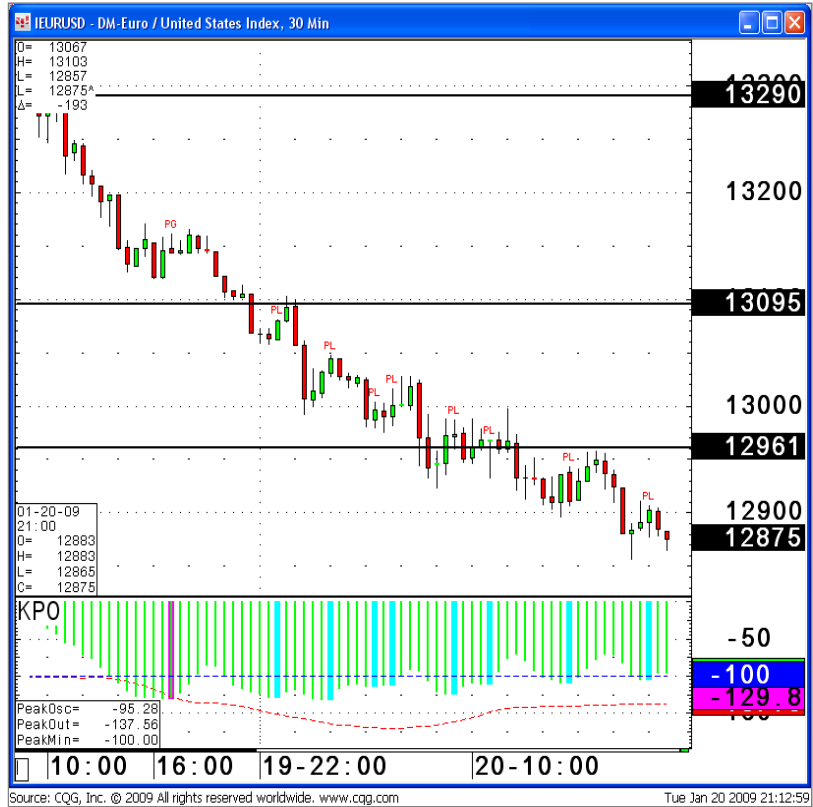 IEURUSD - DM-Euro / United States Index, 30 Min
O= 13067
H= 13103
L= 12857
L= 12875^
Δ= -193
13290
13200
PG
13095
PL
PL
PL
PL
13000
PL
PL
12961
PL
PL
12900
12875
01-20-09
21:00
O= 12883
H= 12883
L= 12865
C= 12875
KPO
-50
-100
-129.8
PeakOsc= -95.28
PeakOut= -137.56
PeakMin= -100.00
10:00 16:00 19-22:00 20-10:00
Source: CQG, Inc. © 2009 All rights reserved worldwide. www.cqg.com Tue Jan 20 2009 21:12:59